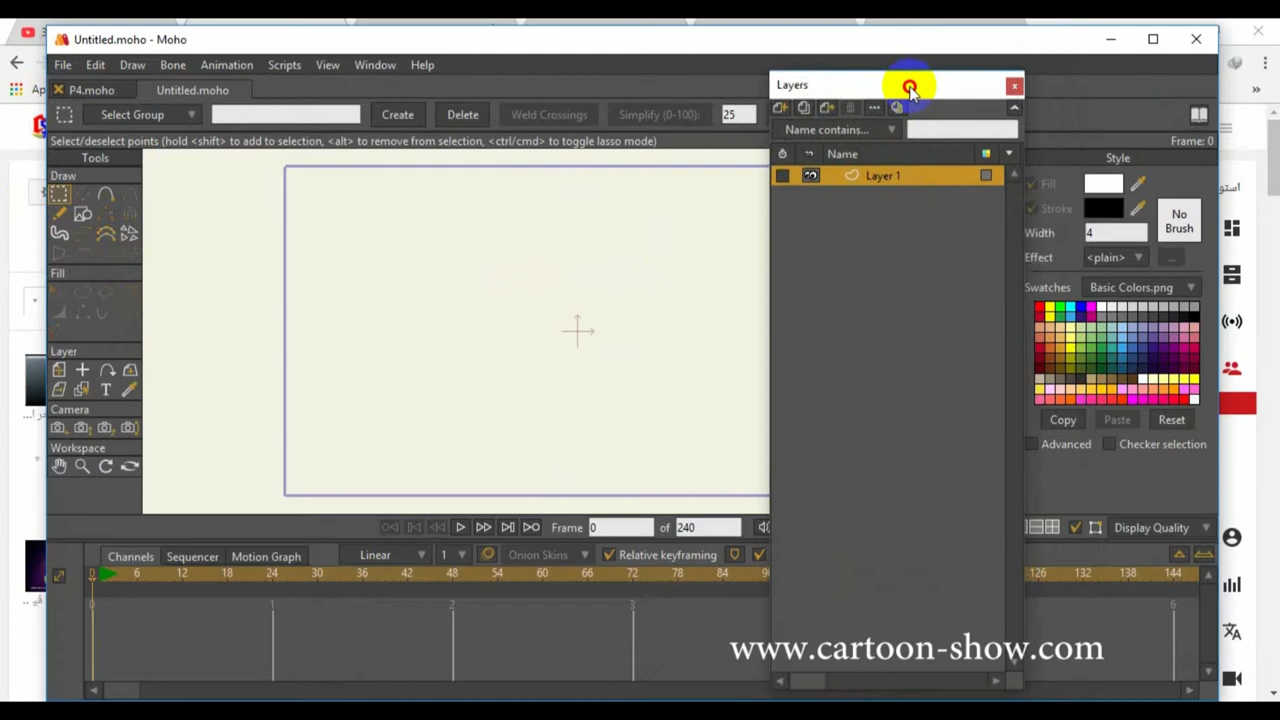 Untitled.moho - Moho
File Edit Draw Bone Animation Scripts View Window Help
P4.moho Untitled.moho
Layers
Select Group Create Delete Weld Crossings Simplify (0-100): 25
Name contains...
Select/deselect points (hold <shift> to add to selection, <alt> to remove from selection, <ctrl/cmd> to toggle lasso mode)
Frame: 0
Tools
Name
Style
Draw
Layer 1
Fill
Stroke
No
Brush
Width 4
Effect <plain> ...
Fill
Swatches Basic Colors.png
Layer
Camera
Copy Paste Reset
Workspace
Advanced Checker selection
Frame 0 of 240
Display Quality
Channels Sequencer Motion Graph Linear 1 Onion Skins Relative keyframing
0 6 12 18 24 30 36 42 48 54 60 66 72 78 84 126 132 138 144
0 1 2 3 6
www.cartoon-show.com